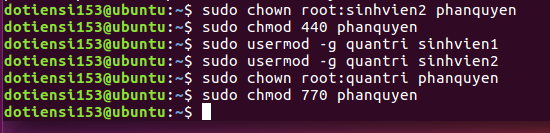 dotiensi153@ubuntu:~$ sudo chown root:sinhvien2 phanquyen
dotiensi153@ubuntu:~$ sudo chmod 440 phanquyen
dotiensi153@ubuntu:~$ sudo usermod -g quantri sinhvien1
dotiensi153@ubuntu:~$ sudo usermod -g quantri sinhvien2
dotiensi153@ubuntu:~$ sudo chown root:quantri phanquyen
dotiensi153@ubuntu:~$ sudo chmod 770 phanquyen
dotiensi153@ubuntu:~$